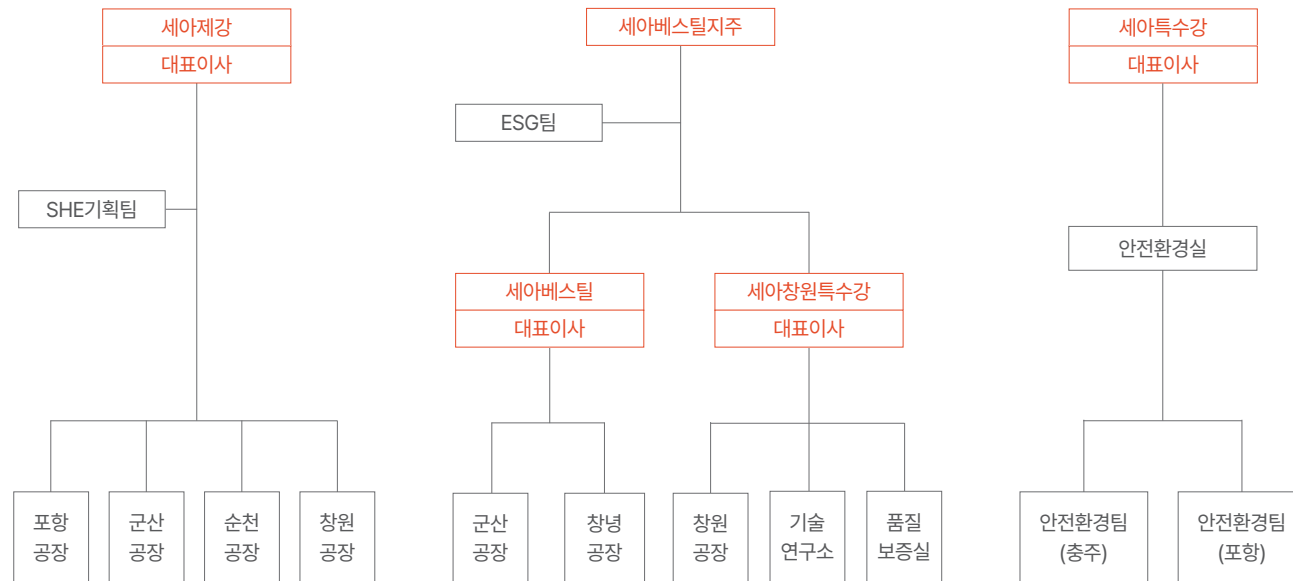 세아제강
대표이사
SHE기획팀
포항
공장
군산
공장
순천
공장
창원
공장
세아베스틸지주
ESG팀
세아베스틸
대표이사
군산
공장
창녕
공장
세아창원특수강
대표이사
창원
공장
기술
연구소
품질
보증실
세아특수강
대표이사
안전환경실
안전환경팀
(충주)
안전환경팀
(포항)